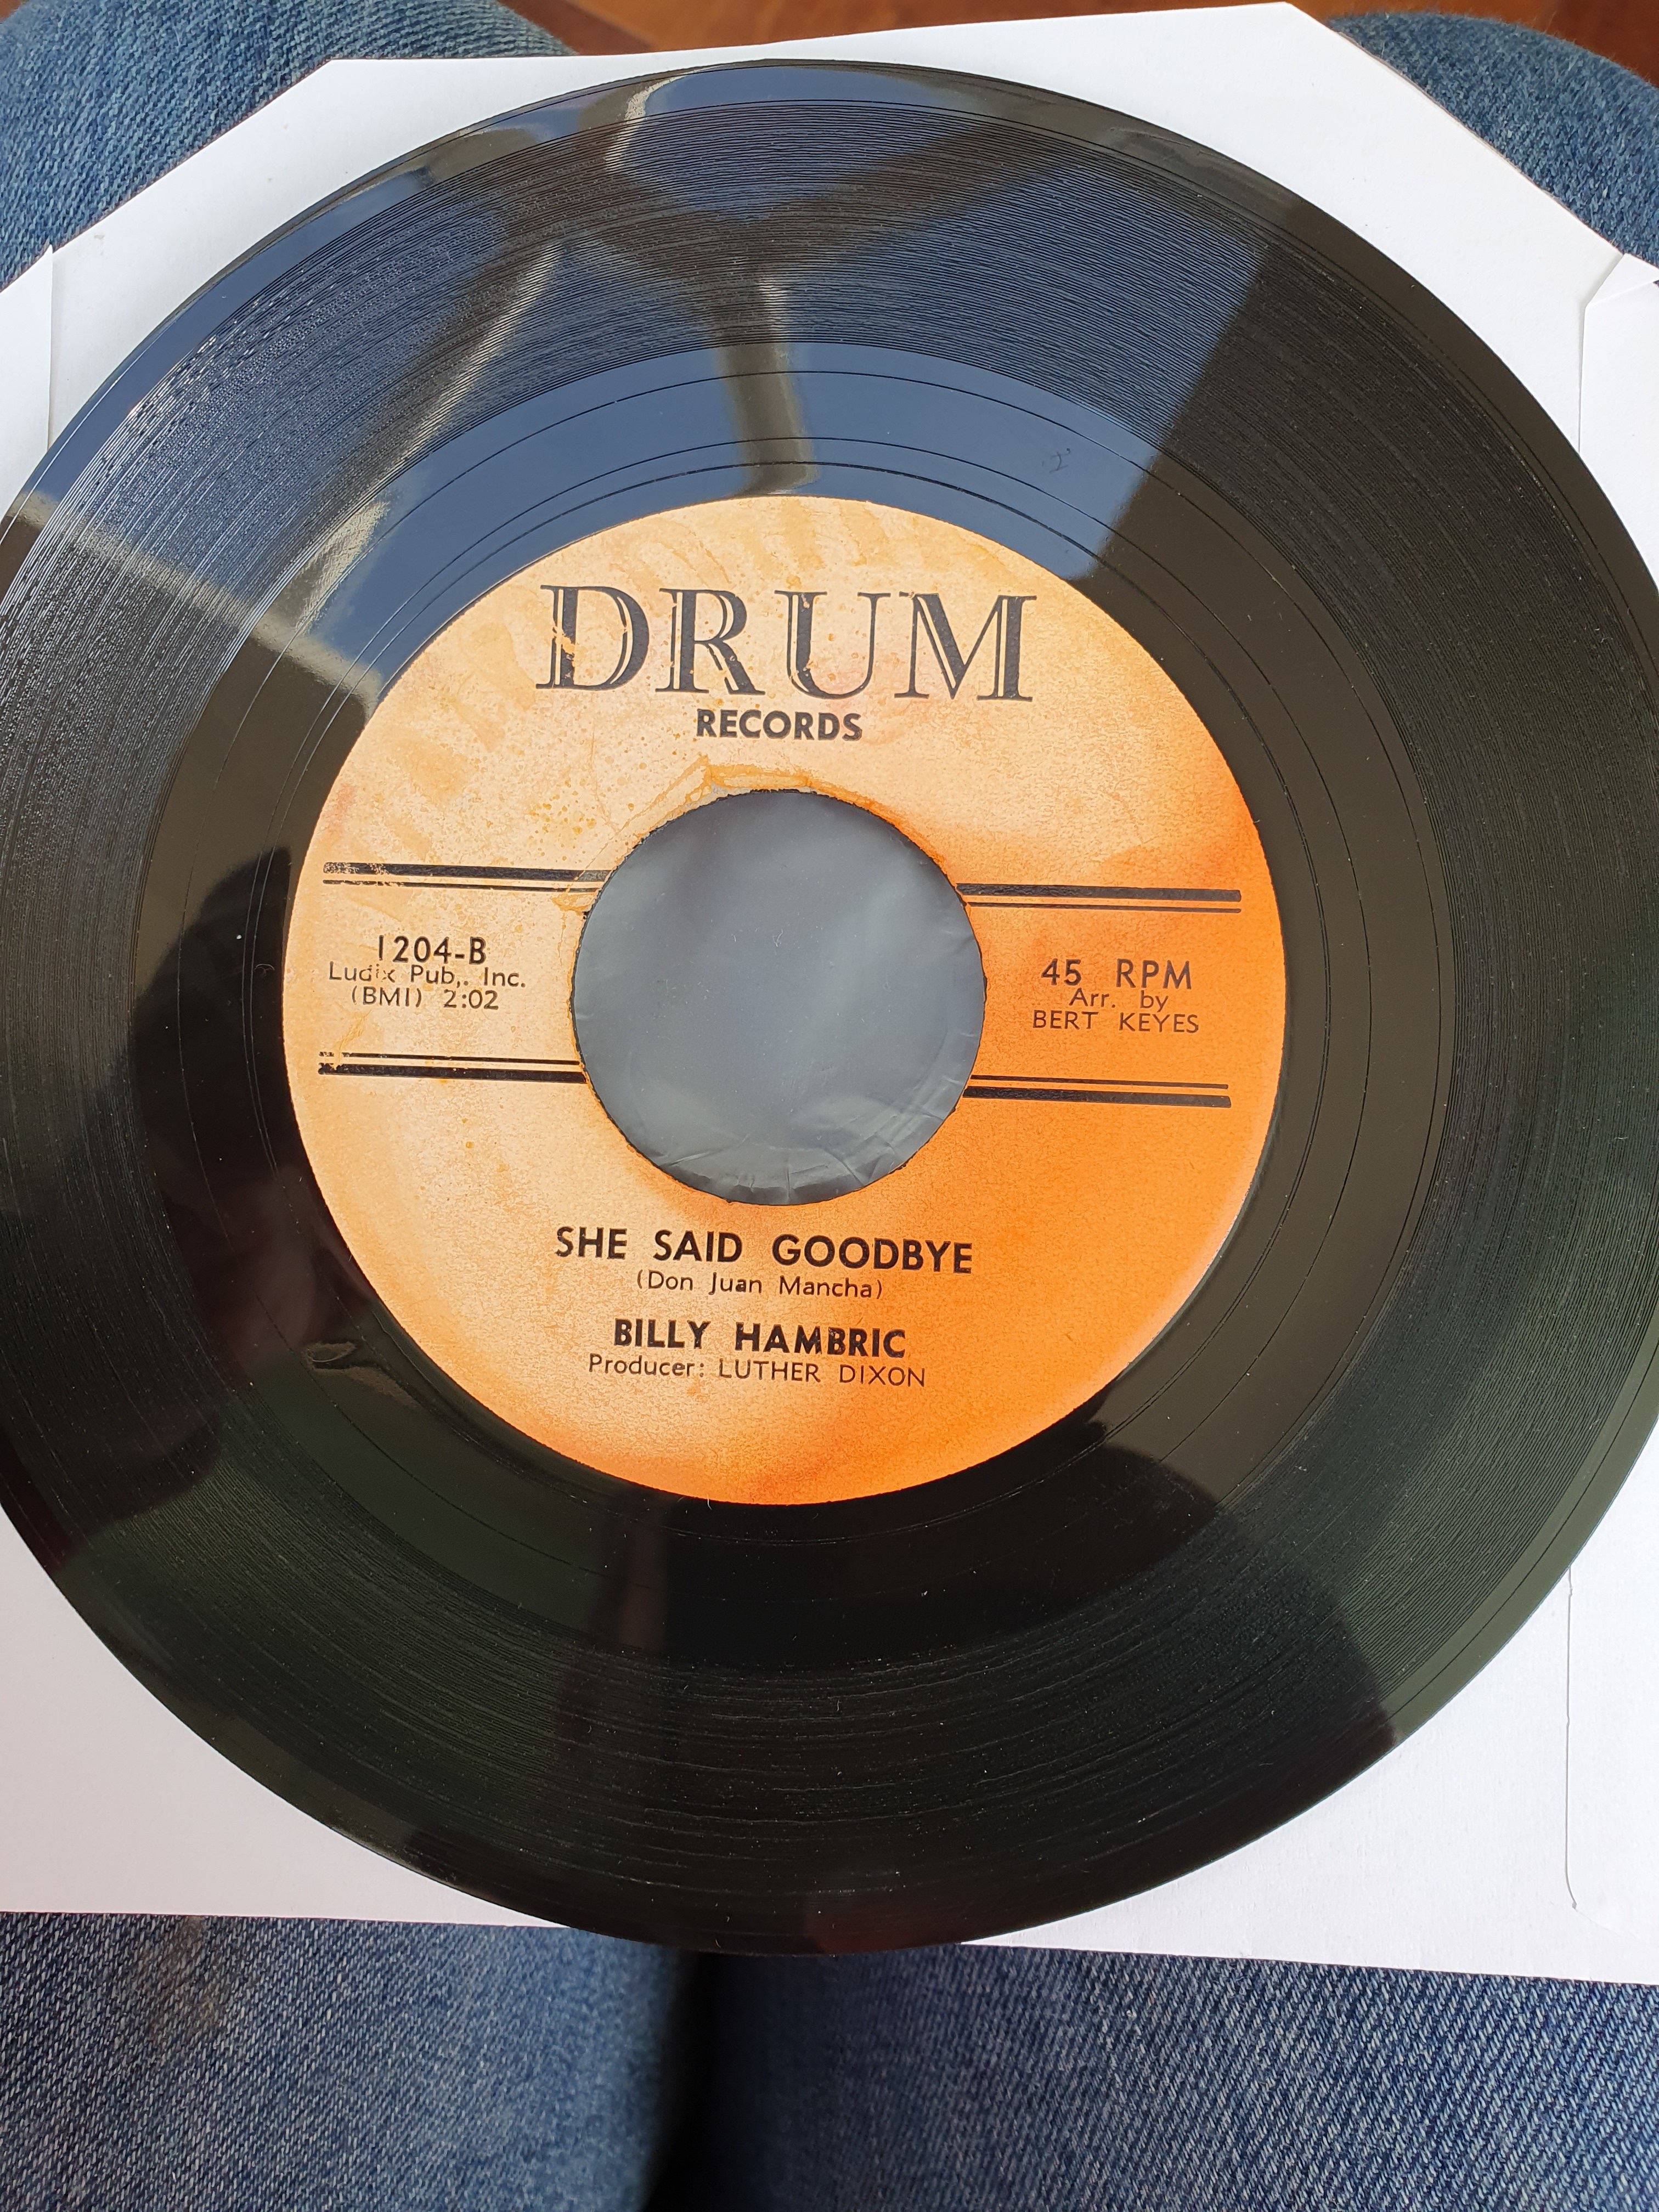 DRUM
RECORDS
1204-B
Ludix Pub,. Inc.
(BMI) 2:02
45 RPM
Arr. by
BERT KEYES
SHE SAID GOODBYE
(Don Juan Mancha)
BILLY HAMBRIC
Producer: LUTHER DIXON